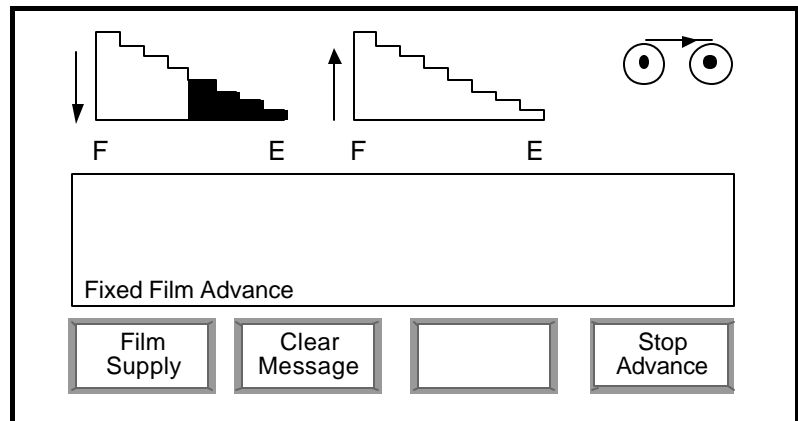 F E F E
Fixed Film Advance
Film Supply
Clear Message
Stop Advance